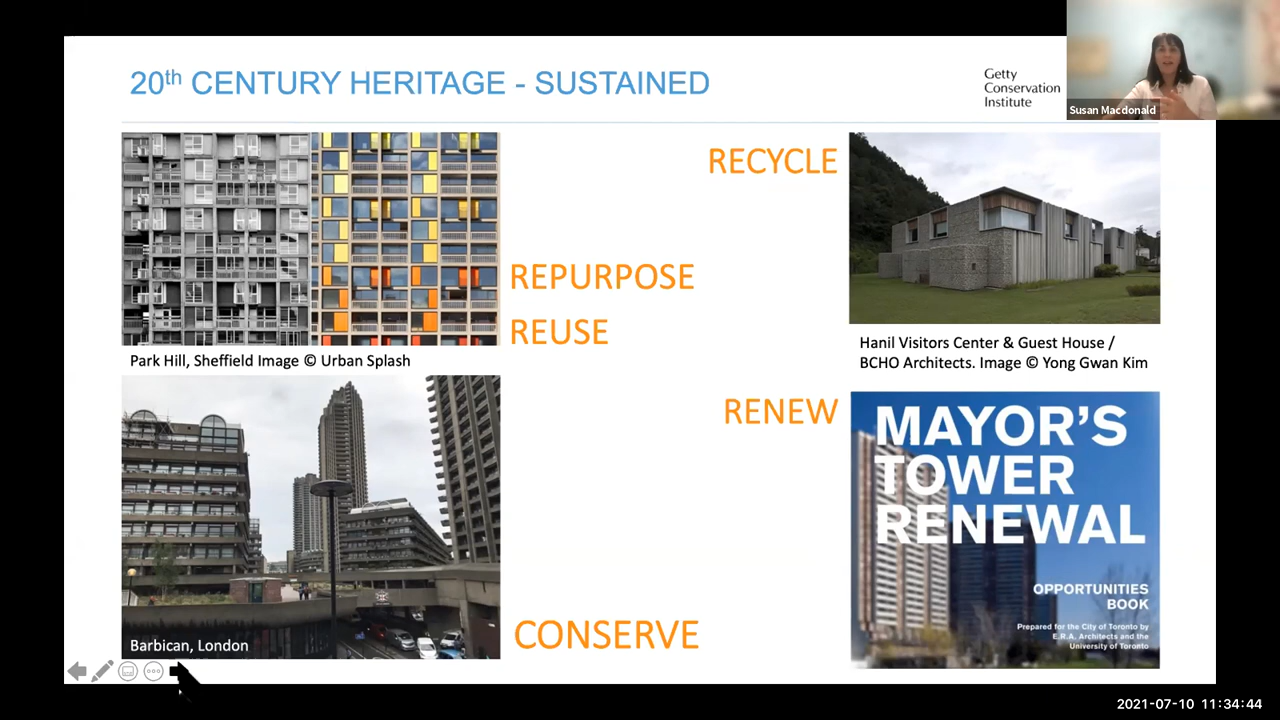 20th CENTURY HERITAGE - SUSTAINED
Getty
Conservation
Institute
Susan Macdonald
RECYCLE
REPURPOSE
REUSE
Park Hill, Sheffield Image © Urban Splash
Hanil Visitors Center & Guest House /
BCHO Architects. Image © Yong Gwan Kim
RENEW
MAYOR'S
TOWER
RENEWAL
OPPORTUNITIES
BOOK
Prepared for the City of Toronto by
E.R.A. Architects and the
University of Toronto
CONSERVE
Barbican, London
2021-07-10 11:34:44